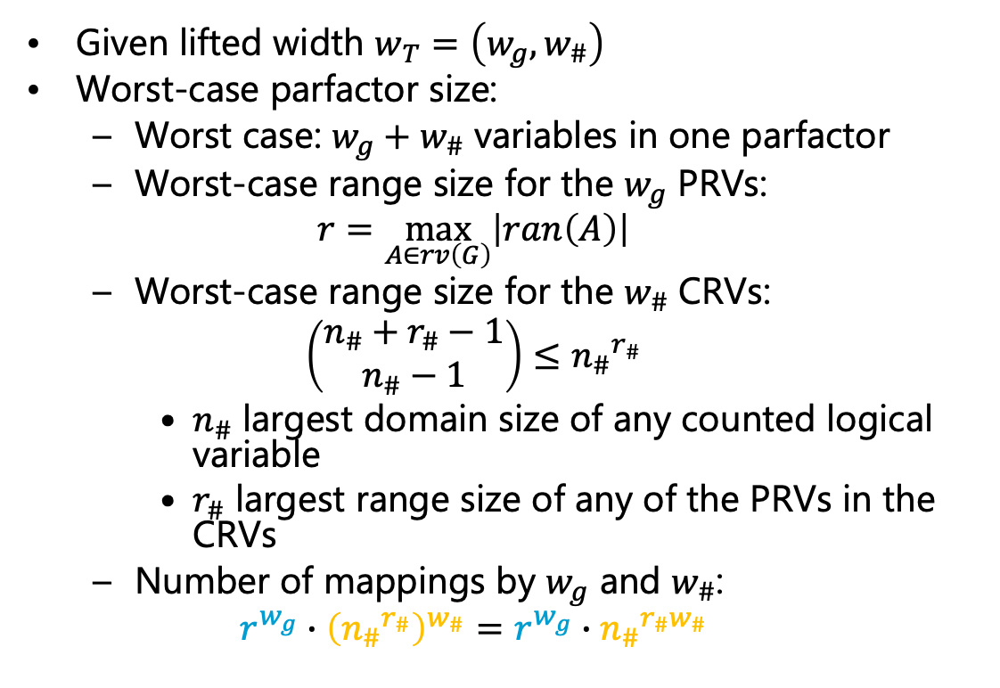 • Given lifted width $w_T = (w_g, w_\#)$
• Worst-case parfactor size:
– Worst case: $w_g + w_\#$ variables in one parfactor
– Worst-case range size for the $w_g$ PRVs:
$r = \max_{A \in rv(G)} |ran(A)|$
– Worst-case range size for the $w_\#$ CRVs:
$\binom{n_\# + r_\# - 1}{n_\# - 1} \leq {n_\#}^{r_\#}$
• $n_\#$ largest domain size of any counted logical
variable
• $r_\#$ largest range size of any of the PRVs in the
CRVs
– Number of mappings by $w_g$ and $w_\#$:
$r^{w_g} \cdot ({n_\#}^{r_\#})^{w_\#} = r^{w_g} \cdot {n_\#}^{r_\# w_\#}$